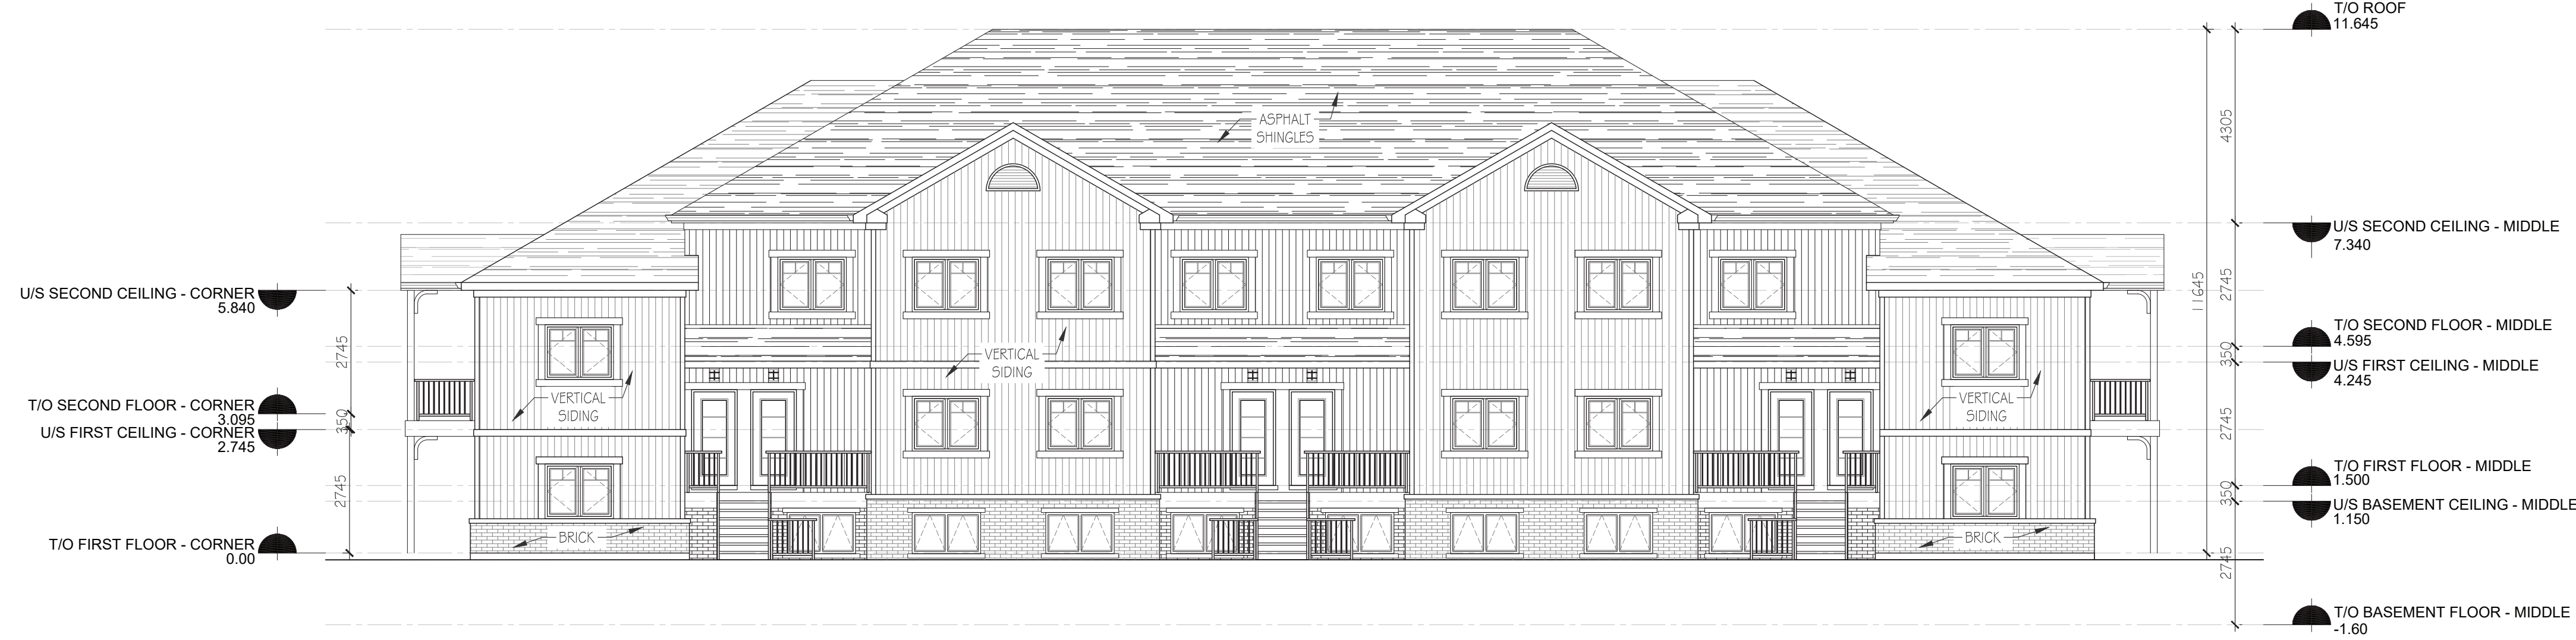 T/O ROOF
11.645
ASPHALT
SHINGLES
4305
U/S SECOND CEILING - MIDDLE
7.340
U/S SECOND CEILING - CORNER
5.840
11645
2745
T/O SECOND FLOOR - MIDDLE
4.595
350
U/S FIRST CEILING - MIDDLE
4.245
2745
VERTICAL
SIDING
VERTICAL
SIDING
VERTICAL
SIDING
T/O SECOND FLOOR - CORNER
3.095
350
U/S FIRST CEILING - CORNER
2.745
2745
T/O FIRST FLOOR - MIDDLE
1.500
350
U/S BASEMENT CEILING - MIDDLE
1.150
2745
BRICK
BRICK
T/O FIRST FLOOR - CORNER
0.00
2745
T/O BASEMENT FLOOR - MIDDLE
-1.60